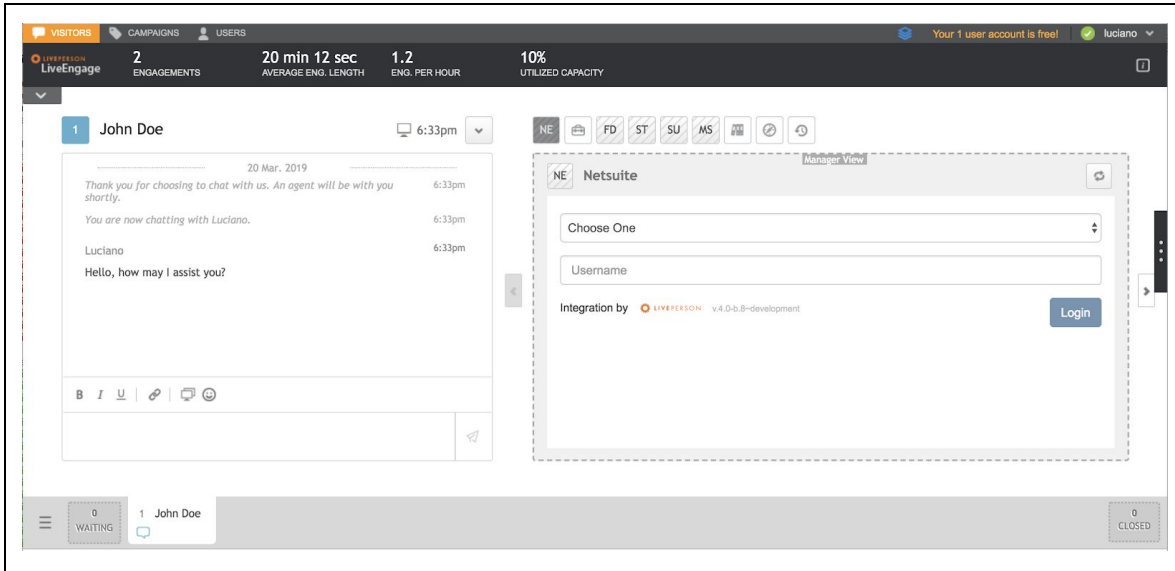 VISITORS CAMPAIGNS USERS Your 1 user account is free! luciano
LIVEPERSON
LiveEngage
2
ENGAGEMENTS
20 min 12 sec
AVERAGE ENG. LENGTH
1.2
ENG. PER HOUR
10%
UTILIZED CAPACITY
1 John Doe 6:33pm
20 Mar. 2019
Thank you for choosing to chat with us. An agent will be with you 6:33pm
shortly.
You are now chatting with Luciano. 6:33pm
Luciano 6:33pm
Hello, how may I assist you?
B I U
NE FD ST SU MS
Manager View
NE Netsuite
Choose One
Username
Integration by LIVEPERSON v.4.0-b.8-development
Login
0
WAITING
1 John Doe
0
CLOSED